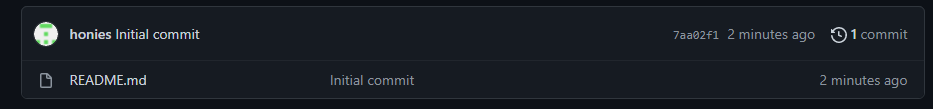 honies Initial commit 7aa02f1 2 minutes ago 1 commit
README.md Initial commit 2 minutes ago